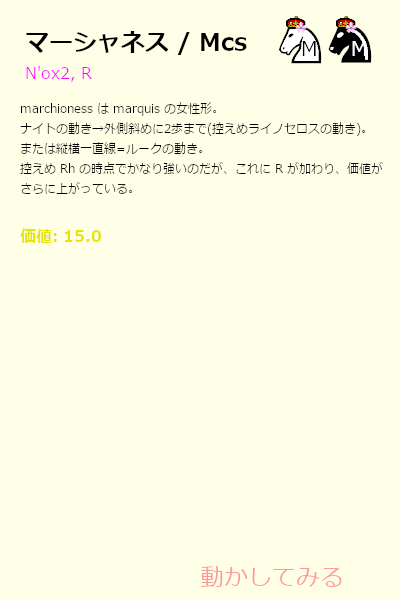 マーシャネス / Mcs
M M
N'ox2, R
marchioness は marquis の女性形。
ナイトの動き→外側斜めに2歩まで(控えめライノセロスの動き)。
または縦横一直線=ルークの動き。
控えめ Rh の時点でかなり強いのだが、これに R が加わり、価値が
さらに上がっている。
価値: 15.0
動かしてみる